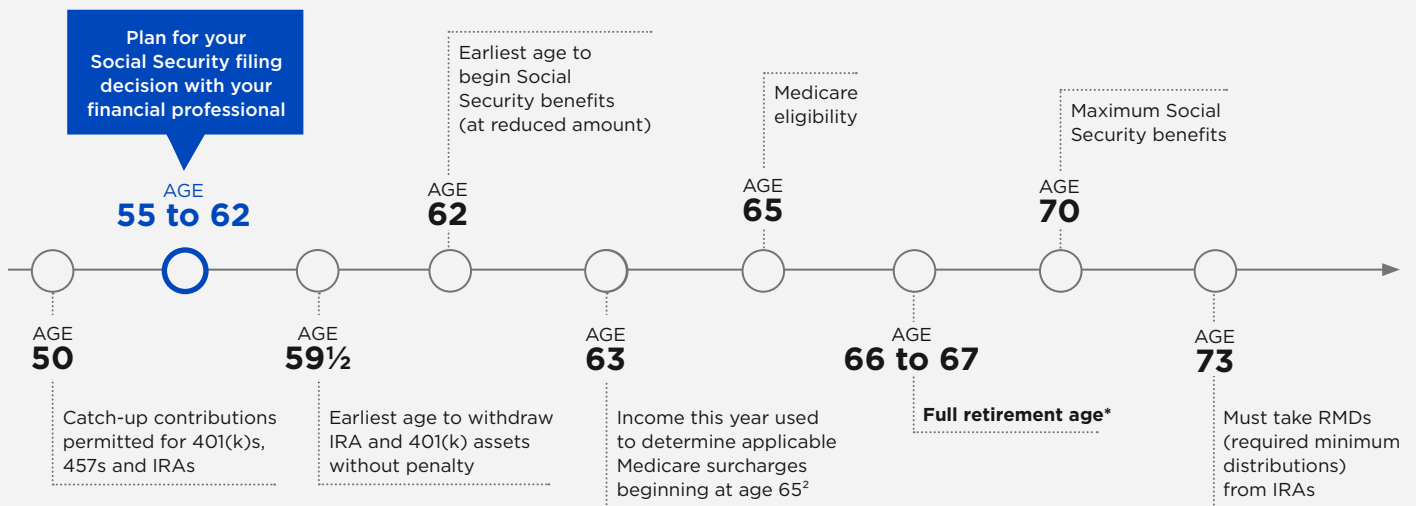 Plan for your
Social Security filing
decision with your
financial professional
AGE
55 to 62
Earliest age to
begin Social
Security benefits
(at reduced amount)
AGE
62
Medicare
eligibility
AGE
65
Maximum Social
Security benefits
AGE
70
AGE
50
Catch-up contributions
permitted for 401(k)s,
457s and IRAs
AGE
59½
Earliest age to withdraw
IRA and 401(k) assets
without penalty
AGE
63
Income this year used
to determine applicable
Medicare surcharges
beginning at age 65²
AGE
66 to 67
Full retirement age*
AGE
73
Must take RMDs
(required minimum
distributions)
from IRAs